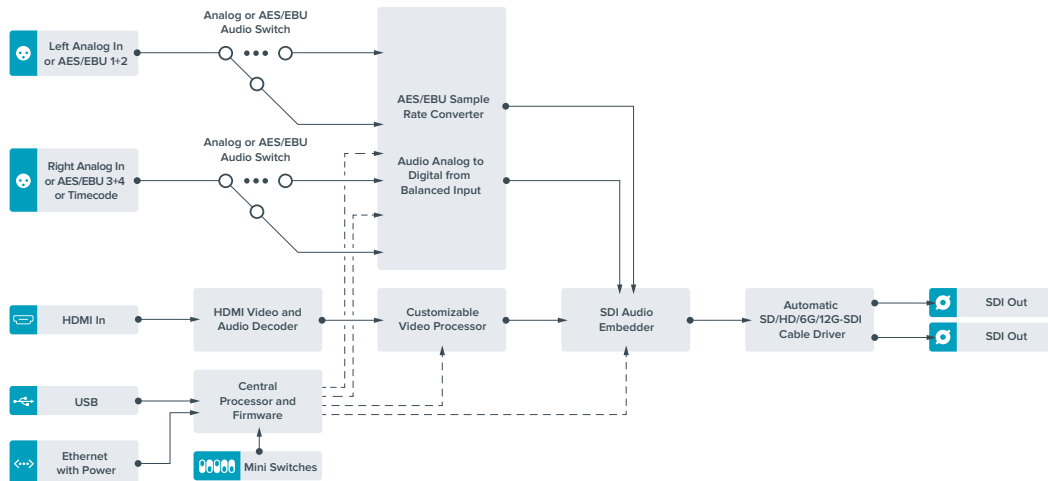 Analog or AES/EBU
Audio Switch
Left Analog In
or AES/EBU 1+2
AES/EBU Sample
Rate Converter
Analog or AES/EBU
Audio Switch
Right Analog In
or AES/EBU 3+4
or Timecode
Audio Analog to
Digital from
Balanced Input
HDMI In
HDMI Video and
Audio Decoder
Customizable
Video Processor
SDI Audio
Embedder
Automatic
SD/HD/6G/12G-SDI
Cable Driver
SDI Out
SDI Out
USB
Central
Processor and
Firmware
Ethernet
with Power
Mini Switches